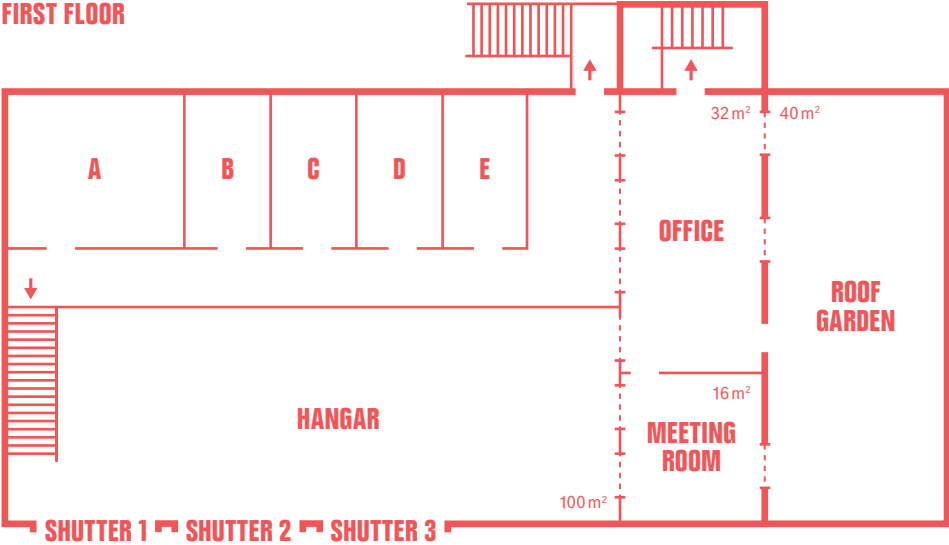 FIRST FLOOR
32 m² 40 m²
A B C D E
OFFICE
ROOF
GARDEN
16 m²
HANGAR
MEETING
ROOM
100 m²
SHUTTER 1 SHUTTER 2 SHUTTER 3